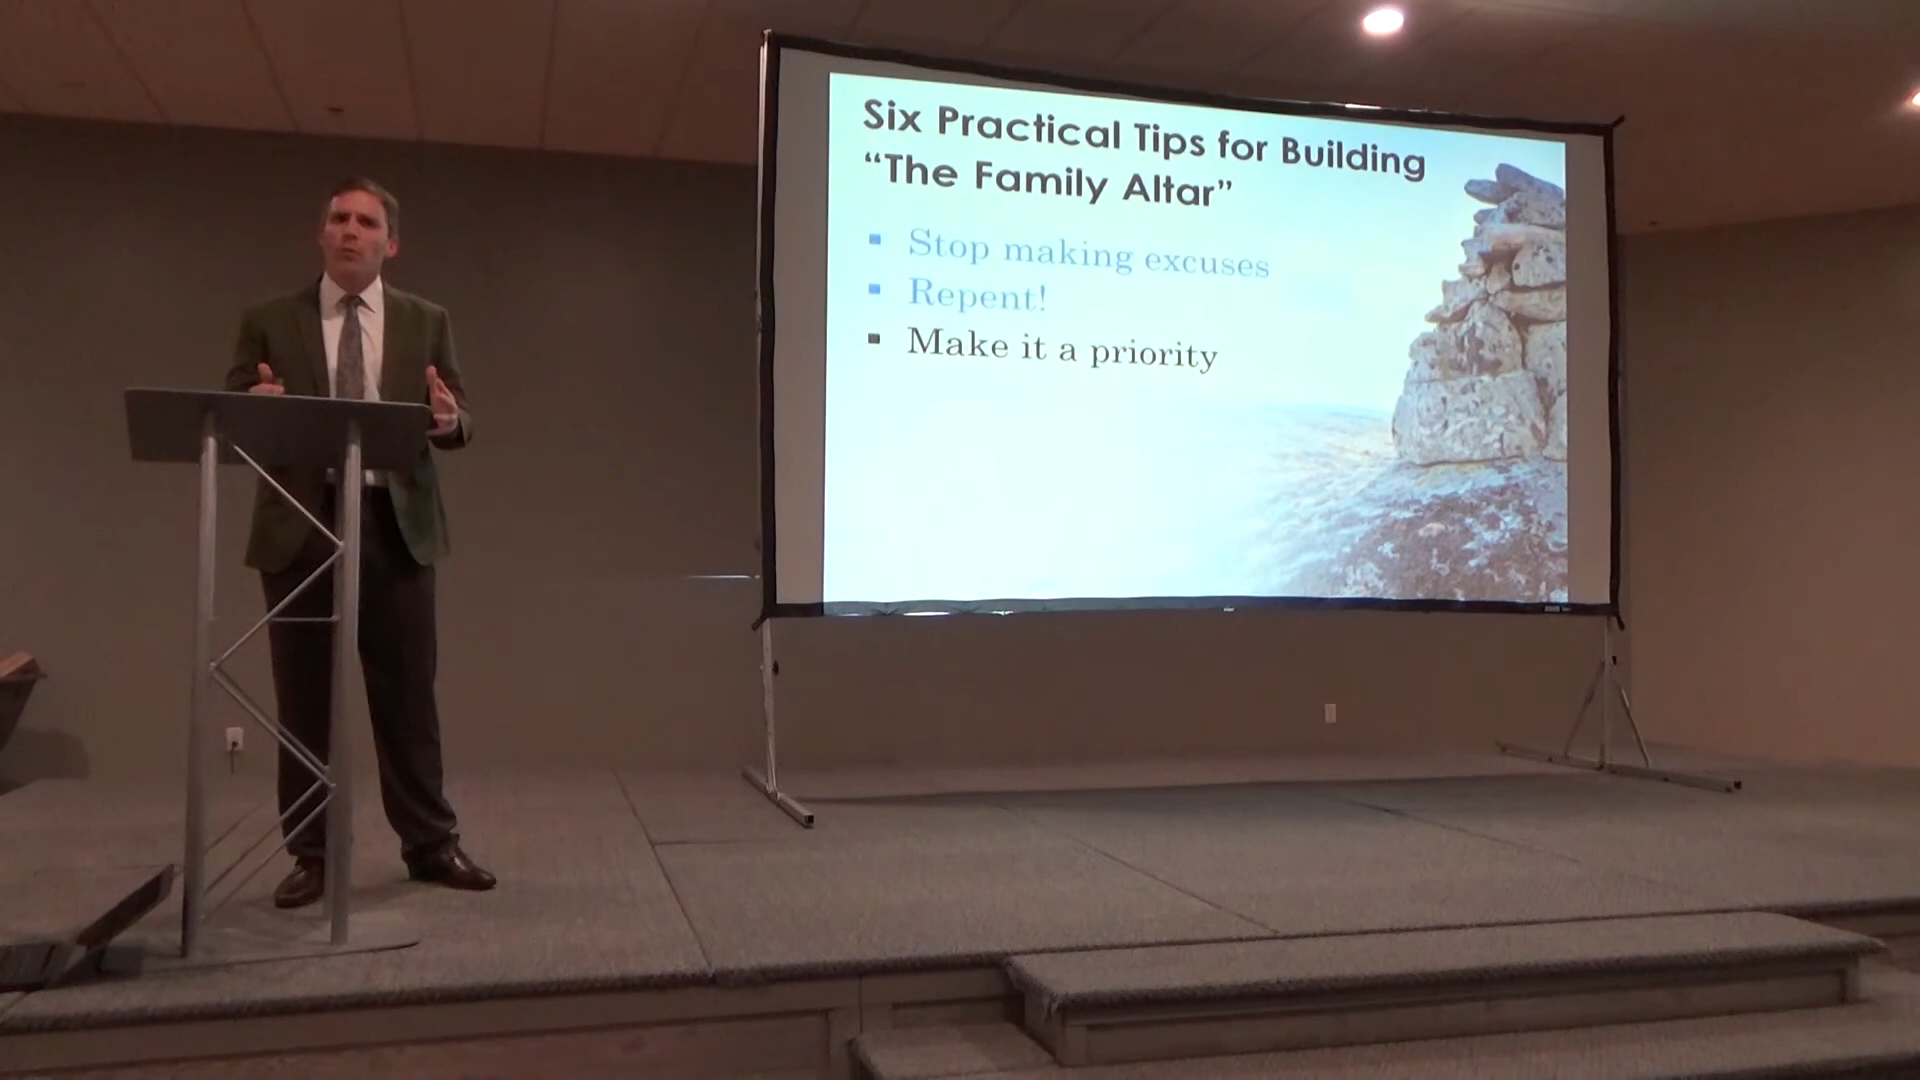 Six Practical Tips for Building
“The Family Altar”
▪ Stop making excuses
▪ Repent!
▪ Make it a priority